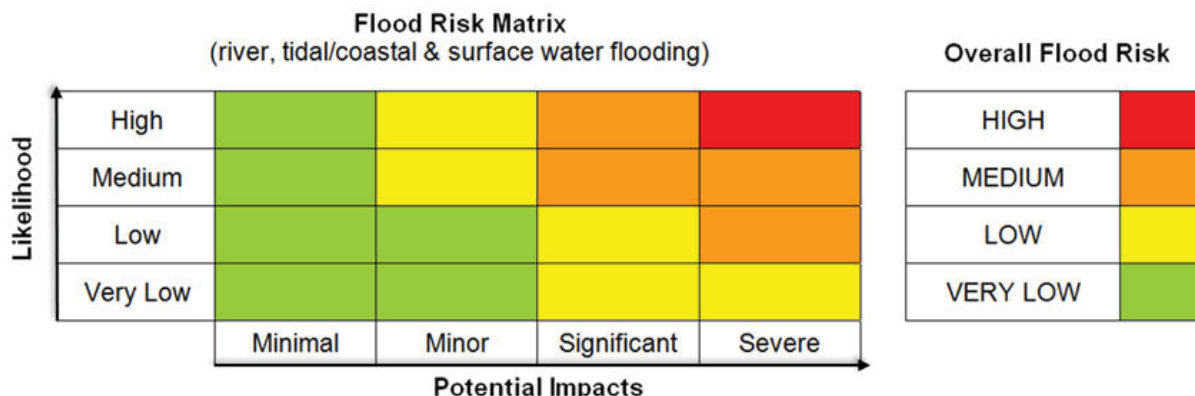 Flood Risk Matrix
(river, tidal/coastal & surface water flooding)
Overall Flood Risk
Likelihood
High
Medium
Low
Very Low
Minimal Minor Significant Severe
Potential Impacts
HIGH
MEDIUM
LOW
VERY LOW